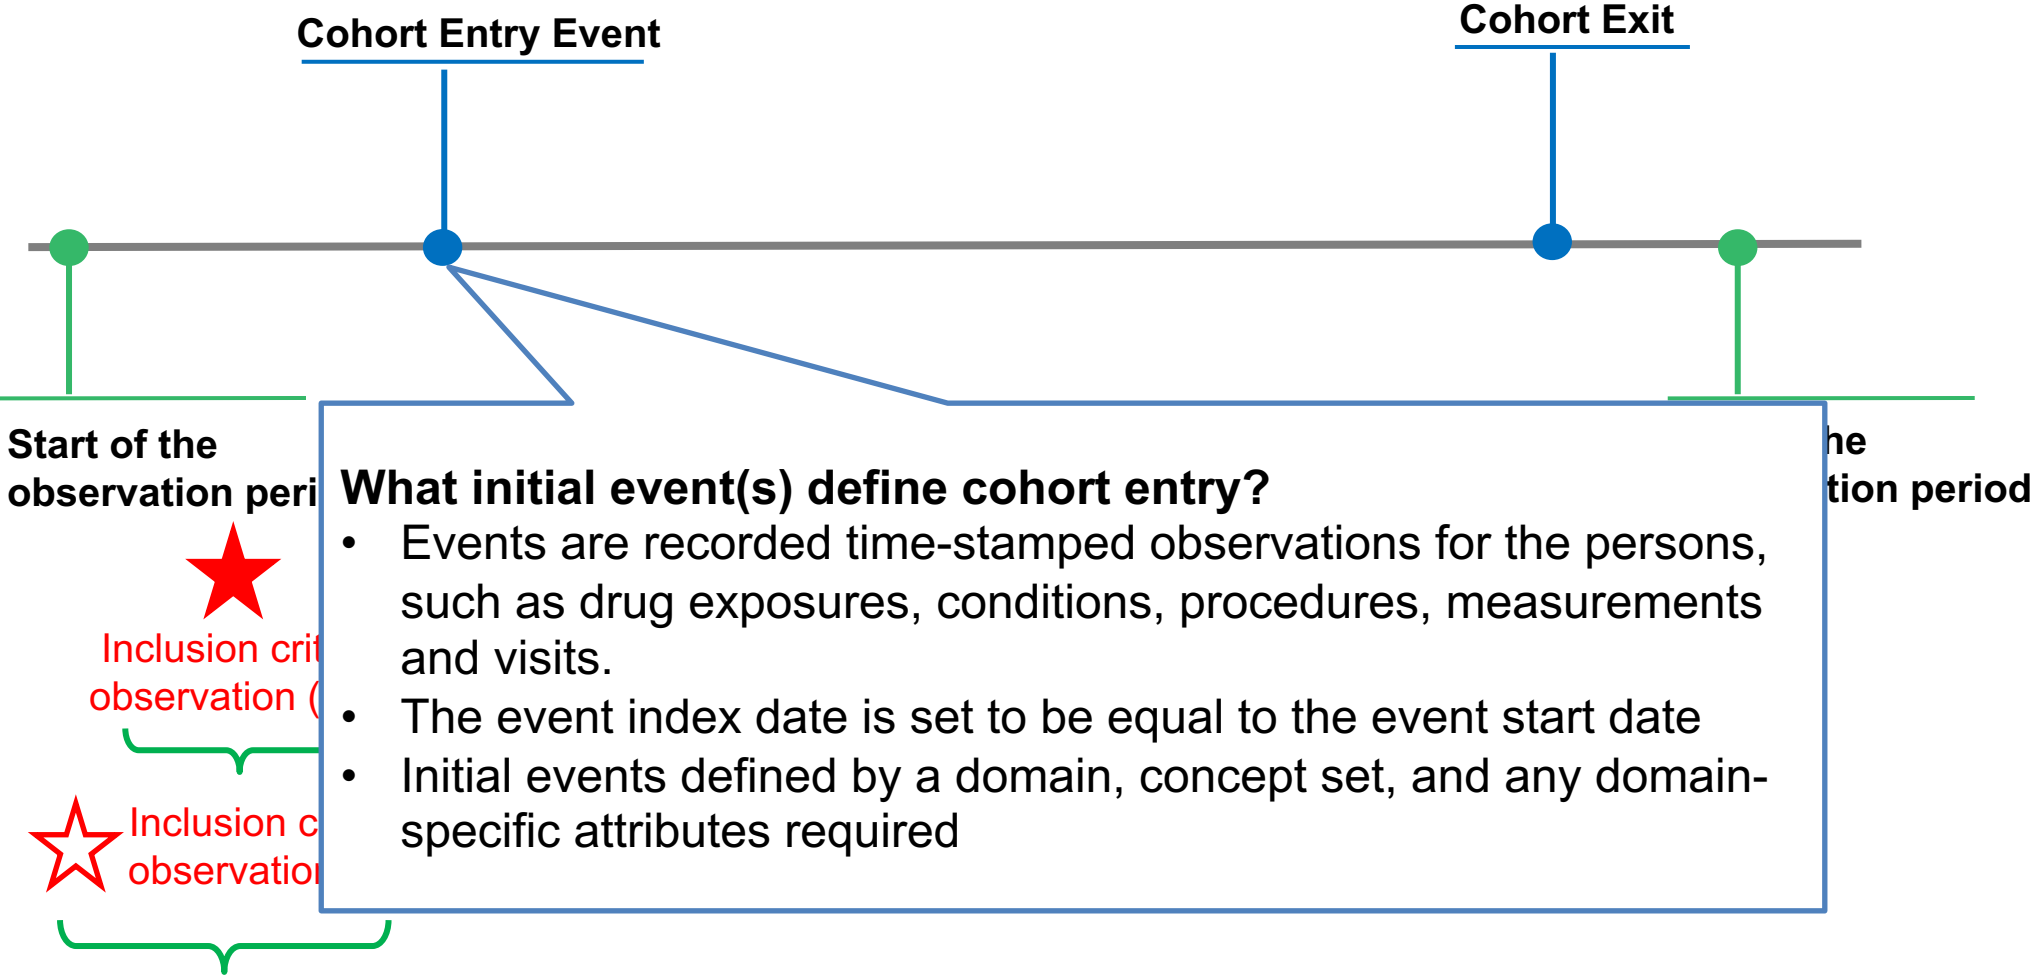 Cohort Entry Event
Cohort Exit
Start of the
observation peri
he
tion period
What initial event(s) define cohort entry?
• Events are recorded time-stamped observations for the persons,
such as drug exposures, conditions, procedures, measurements
and visits.
• The event index date is set to be equal to the event start date
• Initial events defined by a domain, concept set, and any domain-
specific attributes required
Inclusion crit
observation (
Inclusion c
observation